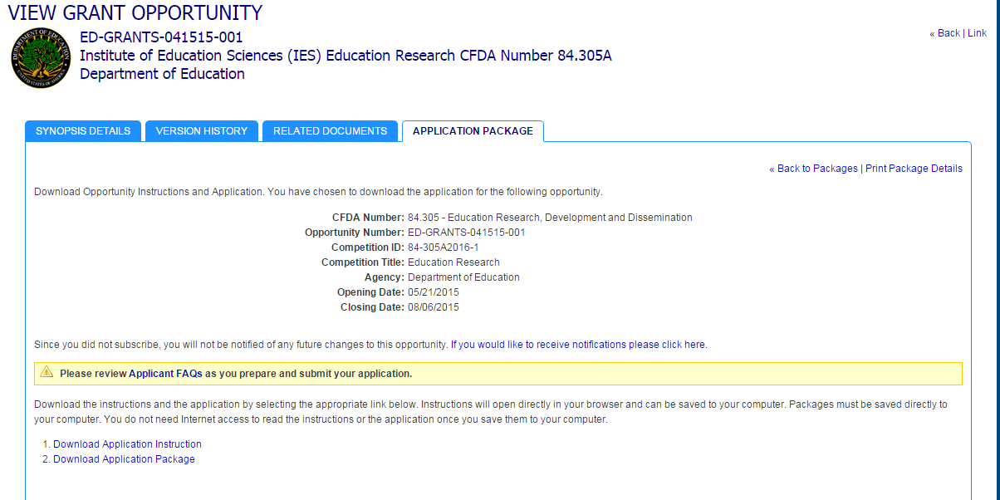 VIEW GRANT OPPORTUNITY
DEPARTMENT OF EDUCATION
UNITED STATES OF AMERICA
ED-GRANTS-041515-001
Institute of Education Sciences (IES) Education Research CFDA Number 84.305A
Department of Education
« Back | Link
SYNOPSIS DETAILS
VERSION HISTORY
RELATED DOCUMENTS
APPLICATION PACKAGE
« Back to Packages | Print Package Details
Download Opportunity Instructions and Application. You have chosen to download the application for the following opportunity.
CFDA Number: 84.305 - Education Research, Development and Dissemination
Opportunity Number: ED-GRANTS-041515-001
Competition ID: 84-305A2016-1
Competition Title: Education Research
Agency: Department of Education
Opening Date: 05/21/2015
Closing Date: 08/06/2015
Since you did not subscribe, you will not be notified of any future changes to this opportunity. If you would like to receive notifications please click here.
Please review Applicant FAQs as you prepare and submit your application.
Download the instructions and the application by selecting the appropriate link below. Instructions will open directly in your browser and can be saved to your computer. Packages must be saved directly to
your computer. You do not need Internet access to read the instructions or the application once you save them to your computer.
1. Download Application Instruction
2. Download Application Package